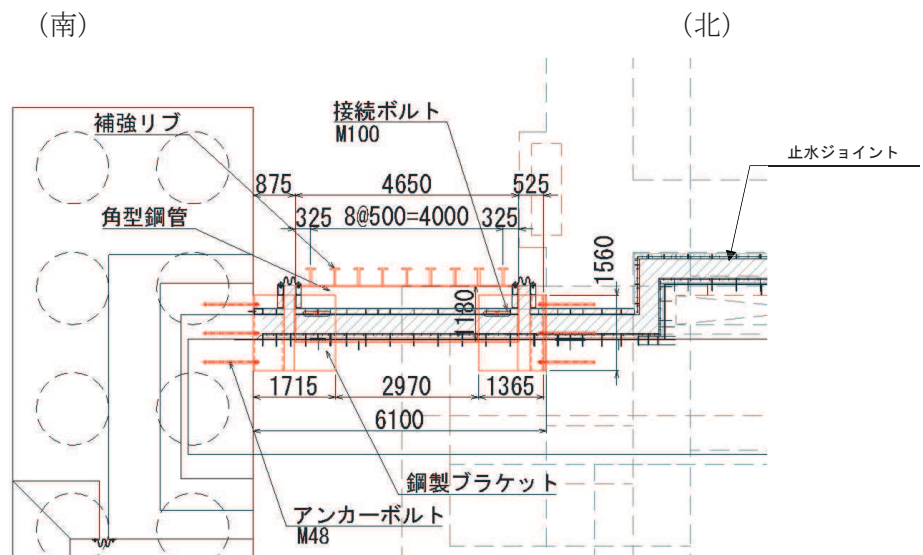 (南)
(北)
補強リブ
接続ボルト
M100
止水ジョイント
875
4650
525
325
8@500=4000
325
角型鋼管
1560
1180
1715
2970
1365
6100
鋼製ブラケット
アンカーボルト
M48